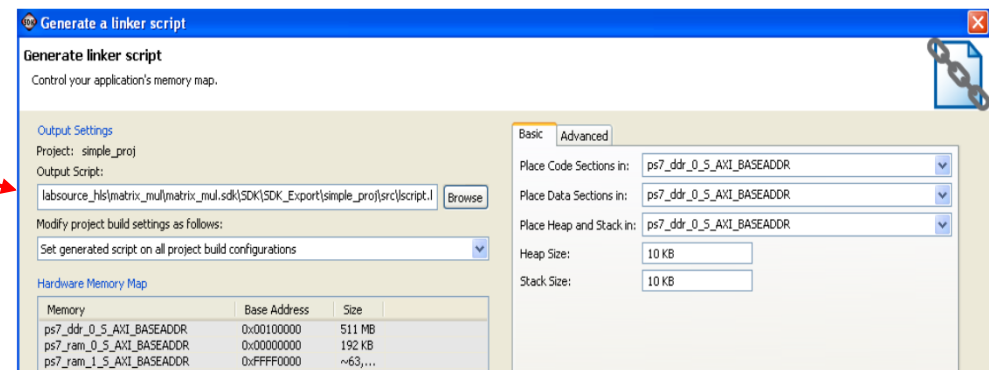 SDK Generate a linker script
Generate linker script
Control your application's memory map.
Output Settings
Project: simple_proj
Output Script:
labsource_hls\matrix_mul\matrix_mul.sdk\SDK\SDK_Export\simple_proj\src\lscript.l Browse
Modify project build settings as follows:
Set generated script on all project build configurations
Hardware Memory Map
Memory Base Address Size
ps7_ddr_0_S_AXI_BASEADDR 0x00100000 511 MB
ps7_ram_0_S_AXI_BASEADDR 0x00000000 192 KB
ps7_ram_1_S_AXI_BASEADDR 0xFFFF0000 ~63,...
Basic Advanced
Place Code Sections in: ps7_ddr_0_S_AXI_BASEADDR
Place Data Sections in: ps7_ddr_0_S_AXI_BASEADDR
Place Heap and Stack in: ps7_ddr_0_S_AXI_BASEADDR
Heap Size: 10 KB
Stack Size: 10 KB